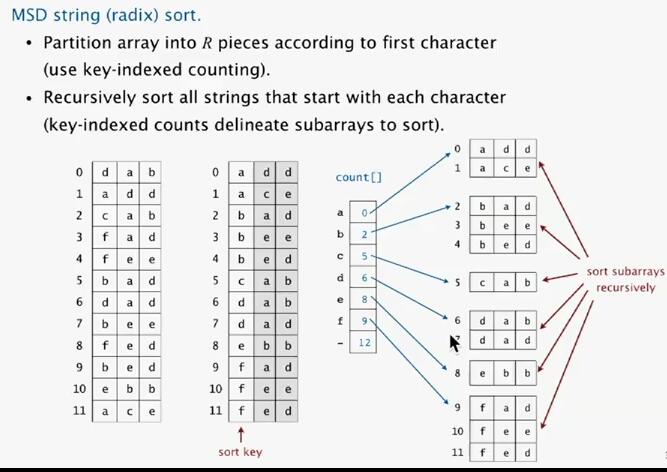 MSD string (radix) sort.
• Partition array into R pieces according to first character
(use key-indexed counting).
• Recursively sort all strings that start with each character
(key-indexed counts delineate subarrays to sort).
0 d a b
1 a d d
2 c a b
3 f a d
4 f e e
5 b a d
6 d a d
7 b e e
8 f e d
9 b e d
10 e b b
11 a c e
0 a d d
1 a c e
2 b a d
3 b e e
4 b e d
5 c a b
6 d a b
7 d a d
8 e b b
9 f a d
10 f e e
11 f e d
sort key
count[]
a 0
b 2
c 5
d 6
e 8
f 9
- 12
0 a d d
1 a c e
2 b a d
3 b e e
4 b e d
5 c a b
6 d a b
7 d a d
8 e b b
9 f a d
10 f e e
11 f e d
sort subarrays
recursively